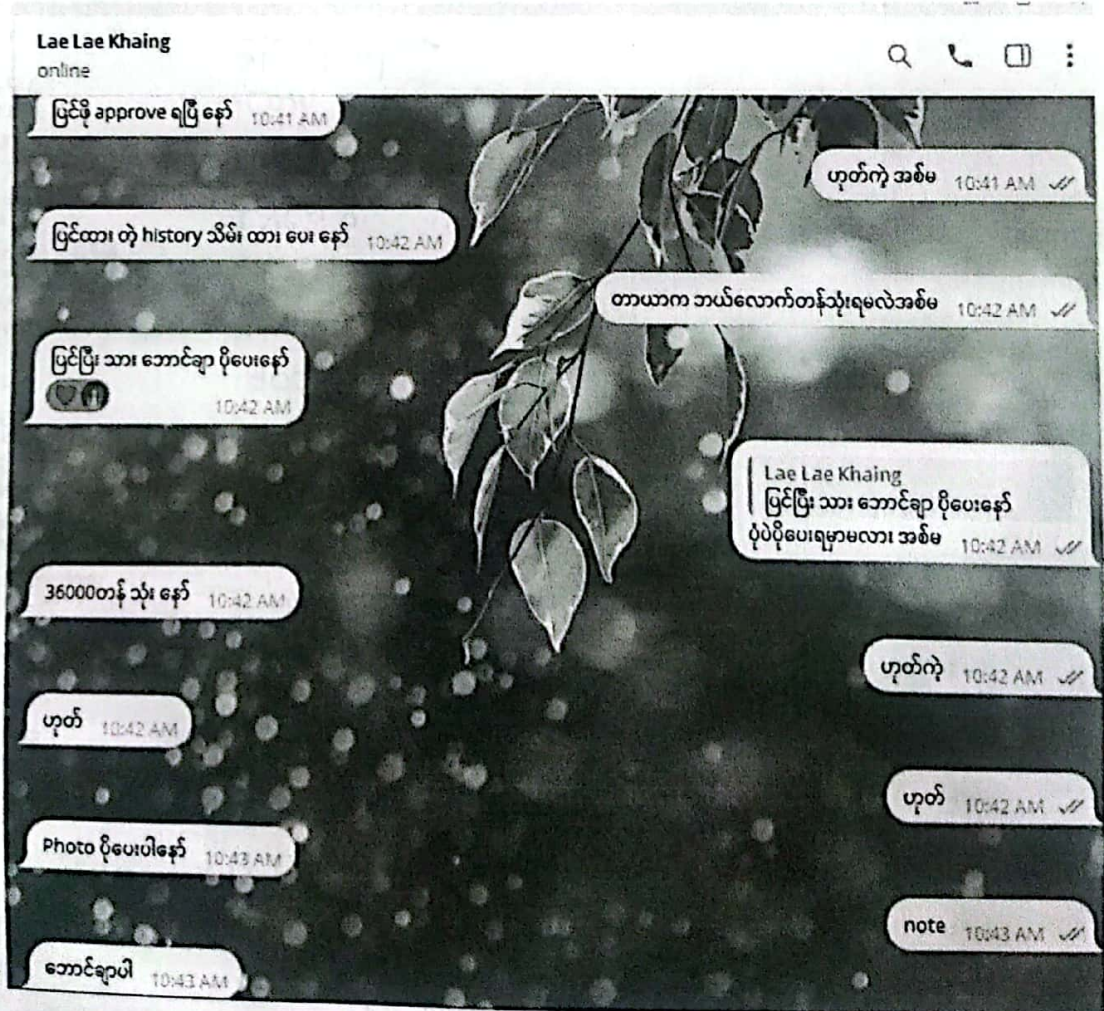 Lae Lae Khaing
online
ပြင်ဖို့ approve ရပြီ နော် 10:41 AM
ဟုတ်ကဲ့ အစ်မ 10:41 AM
ပြင်ထား တဲ့ history သိမ်း ထား ပေး နော် 10:42 AM
တာယာက ဘယ်လောက်တန်သုံးရမလဲအစ်မ 10:42 AM
ပြင်ပြီး သား ဘောင်ချာ ပို့ပေးနော်
10:42 AM
Lae Lae Khaing
ပြင်ပြီး သား ဘောင်ချာ ပို့ပေးနော်
ပုံပဲပို့ပေးရမှာမလား အစ်မ 10:42 AM
36000တန် သုံး နော် 10:42 AM
ဟုတ်ကဲ့ 10:42 AM
ဟုတ် 10:42 AM
ဟုတ် 10:42 AM
Photo ပို့ပေးပါနော် 10:43 AM
note 10:43 AM
ဘောင်ချာပါ 10:43 AM